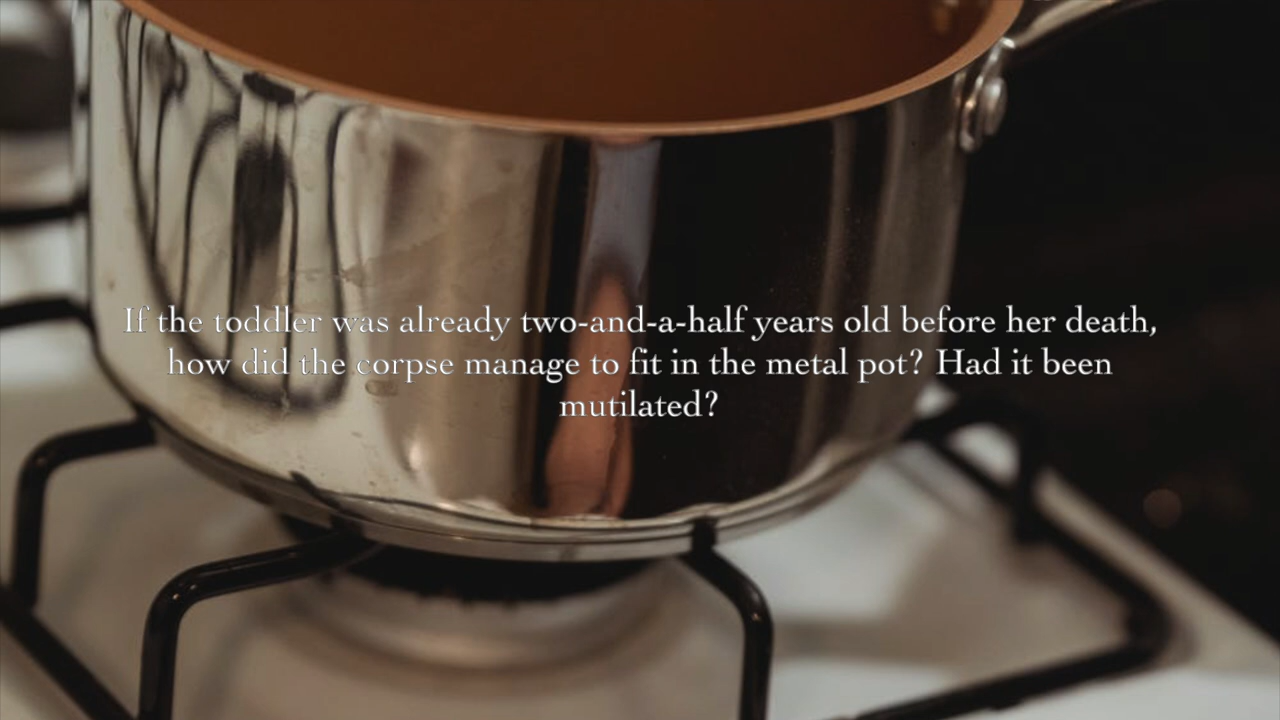 If the toddler was already two-and-a-half years old before her death,
how did the corpse manage to fit in the metal pot? Had it been
mutilated?